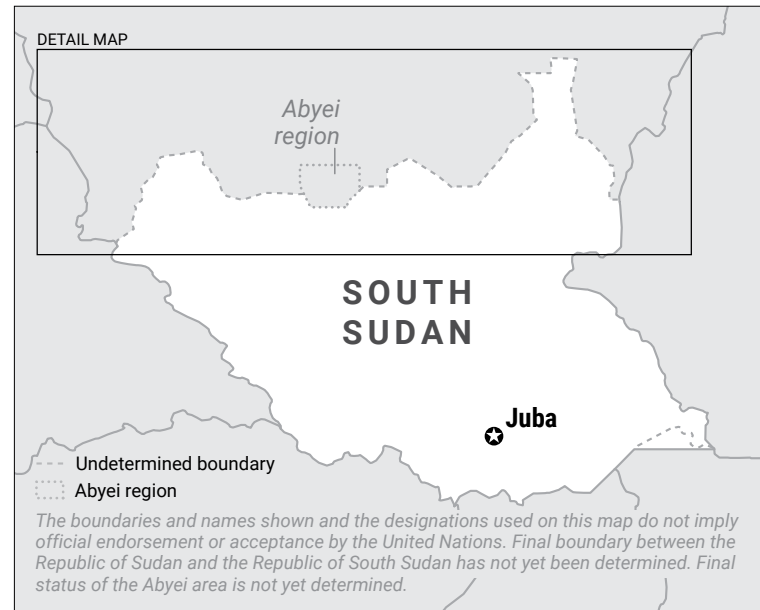 DETAIL MAP
Abyei
region
SOUTH
SUDAN
Juba
Undetermined boundary
Abyei region
The boundaries and names shown and the designations used on this map do not imply
official endorsement or acceptance by the United Nations. Final boundary between the
Republic of Sudan and the Republic of South Sudan has not yet been determined. Final
status of the Abyei area is not yet determined.